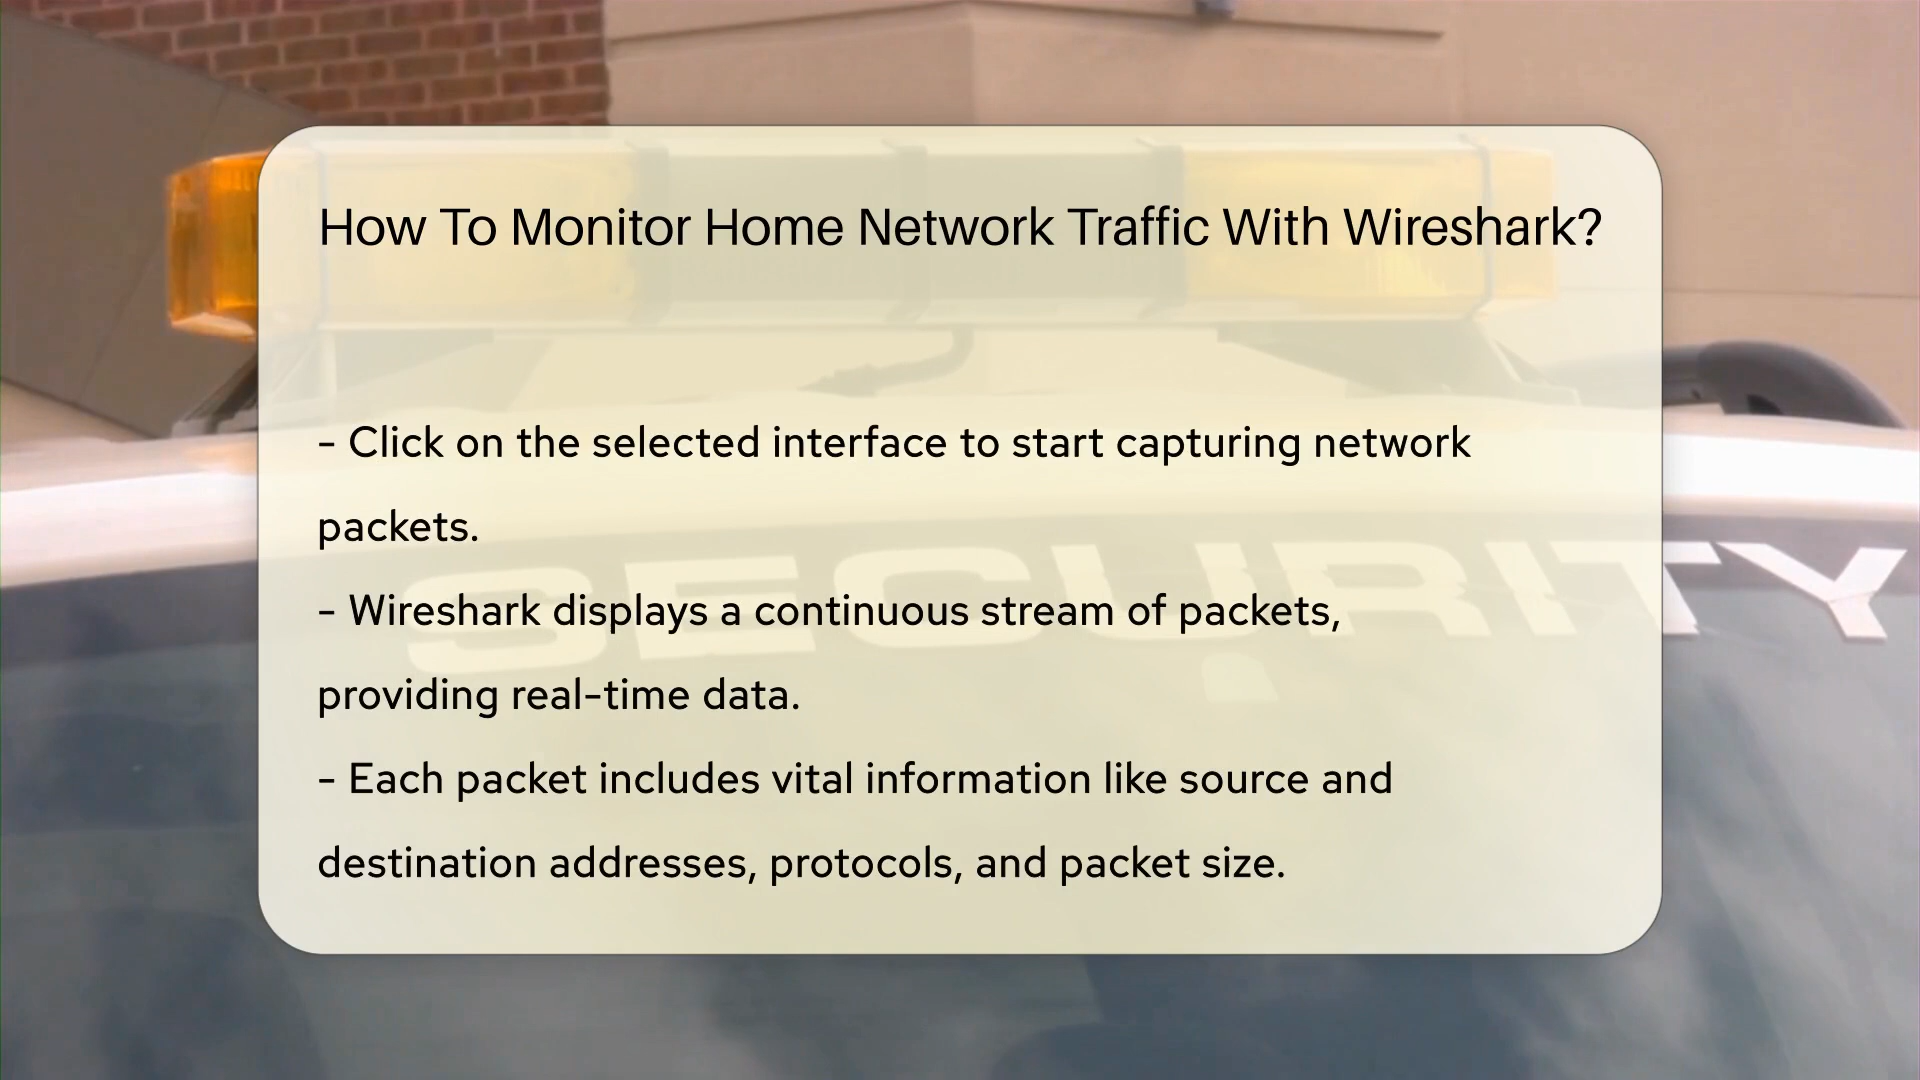 How To Monitor Home Network Traffic With Wireshark?
- Click on the selected interface to start capturing network
packets.
- Wireshark displays a continuous stream of packets,
providing real-time data.
- Each packet includes vital information like source and
destination addresses, protocols, and packet size.
SECURITY